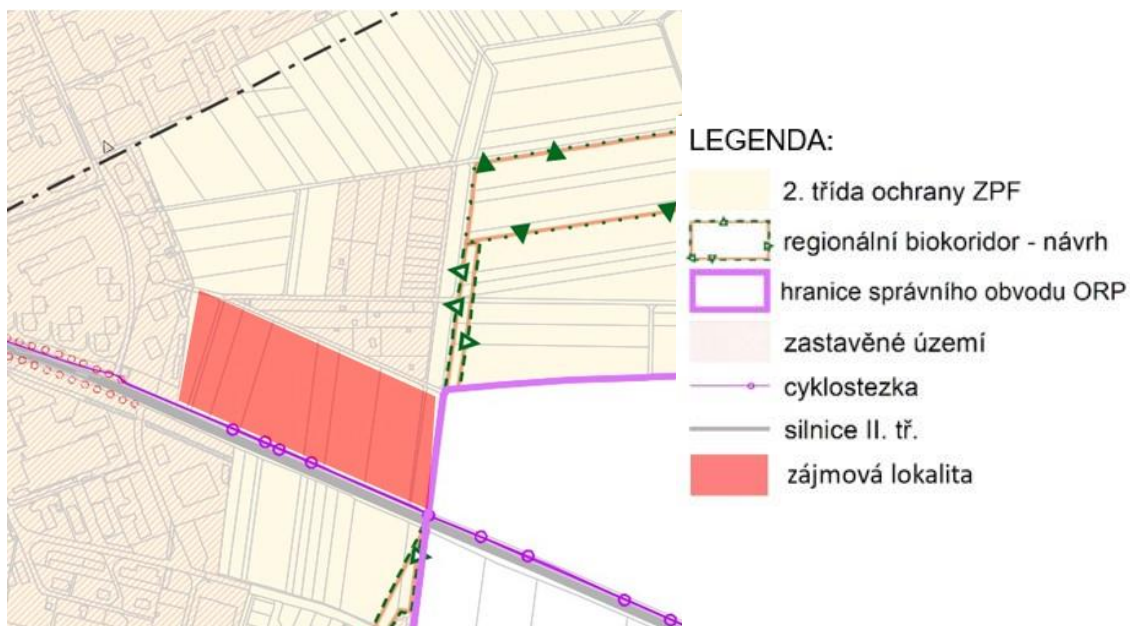 LEGENDA:
2. třída ochrany ZPF
regionální biokoridor - návrh
hranice správního obvodu ORP
zastavěné území
cyklostezka
silnice II. tř.
zájmová lokalita